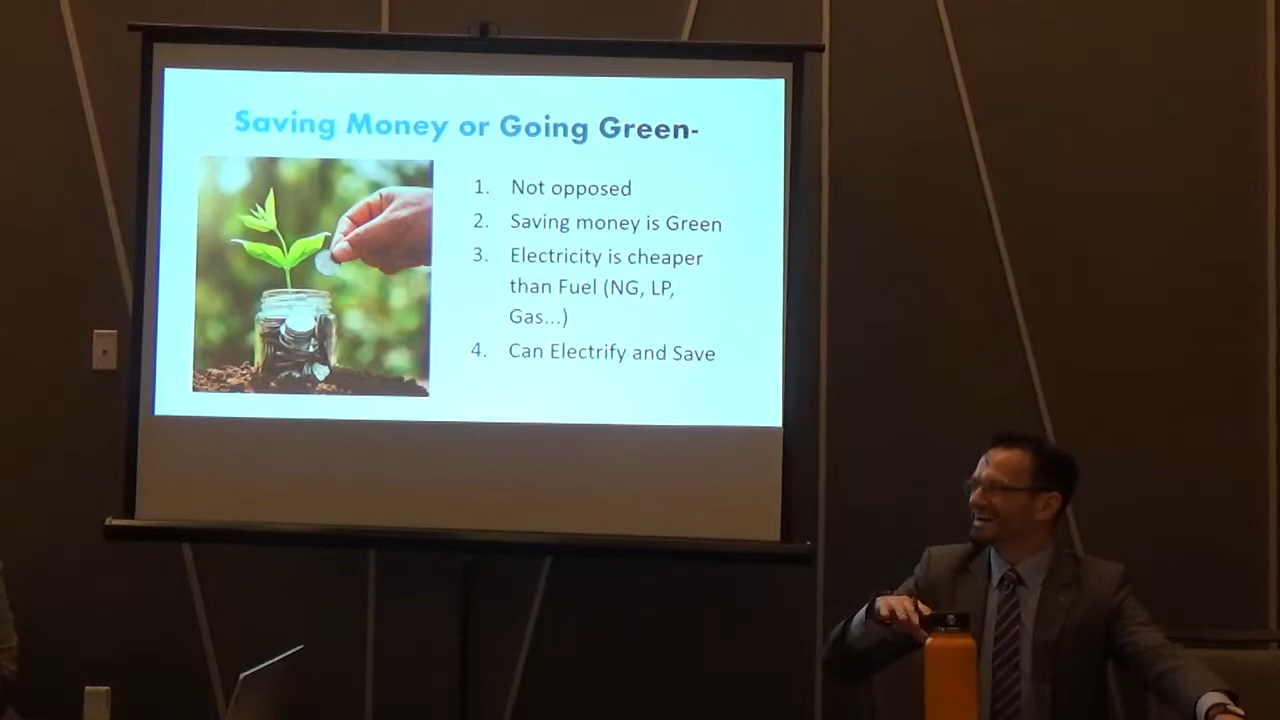 Saving Money or Going Green-
1. Not opposed
2. Saving money is Green
3. Electricity is cheaper
than Fuel (NG, LP,
Gas...)
4. Can Electrify and Save